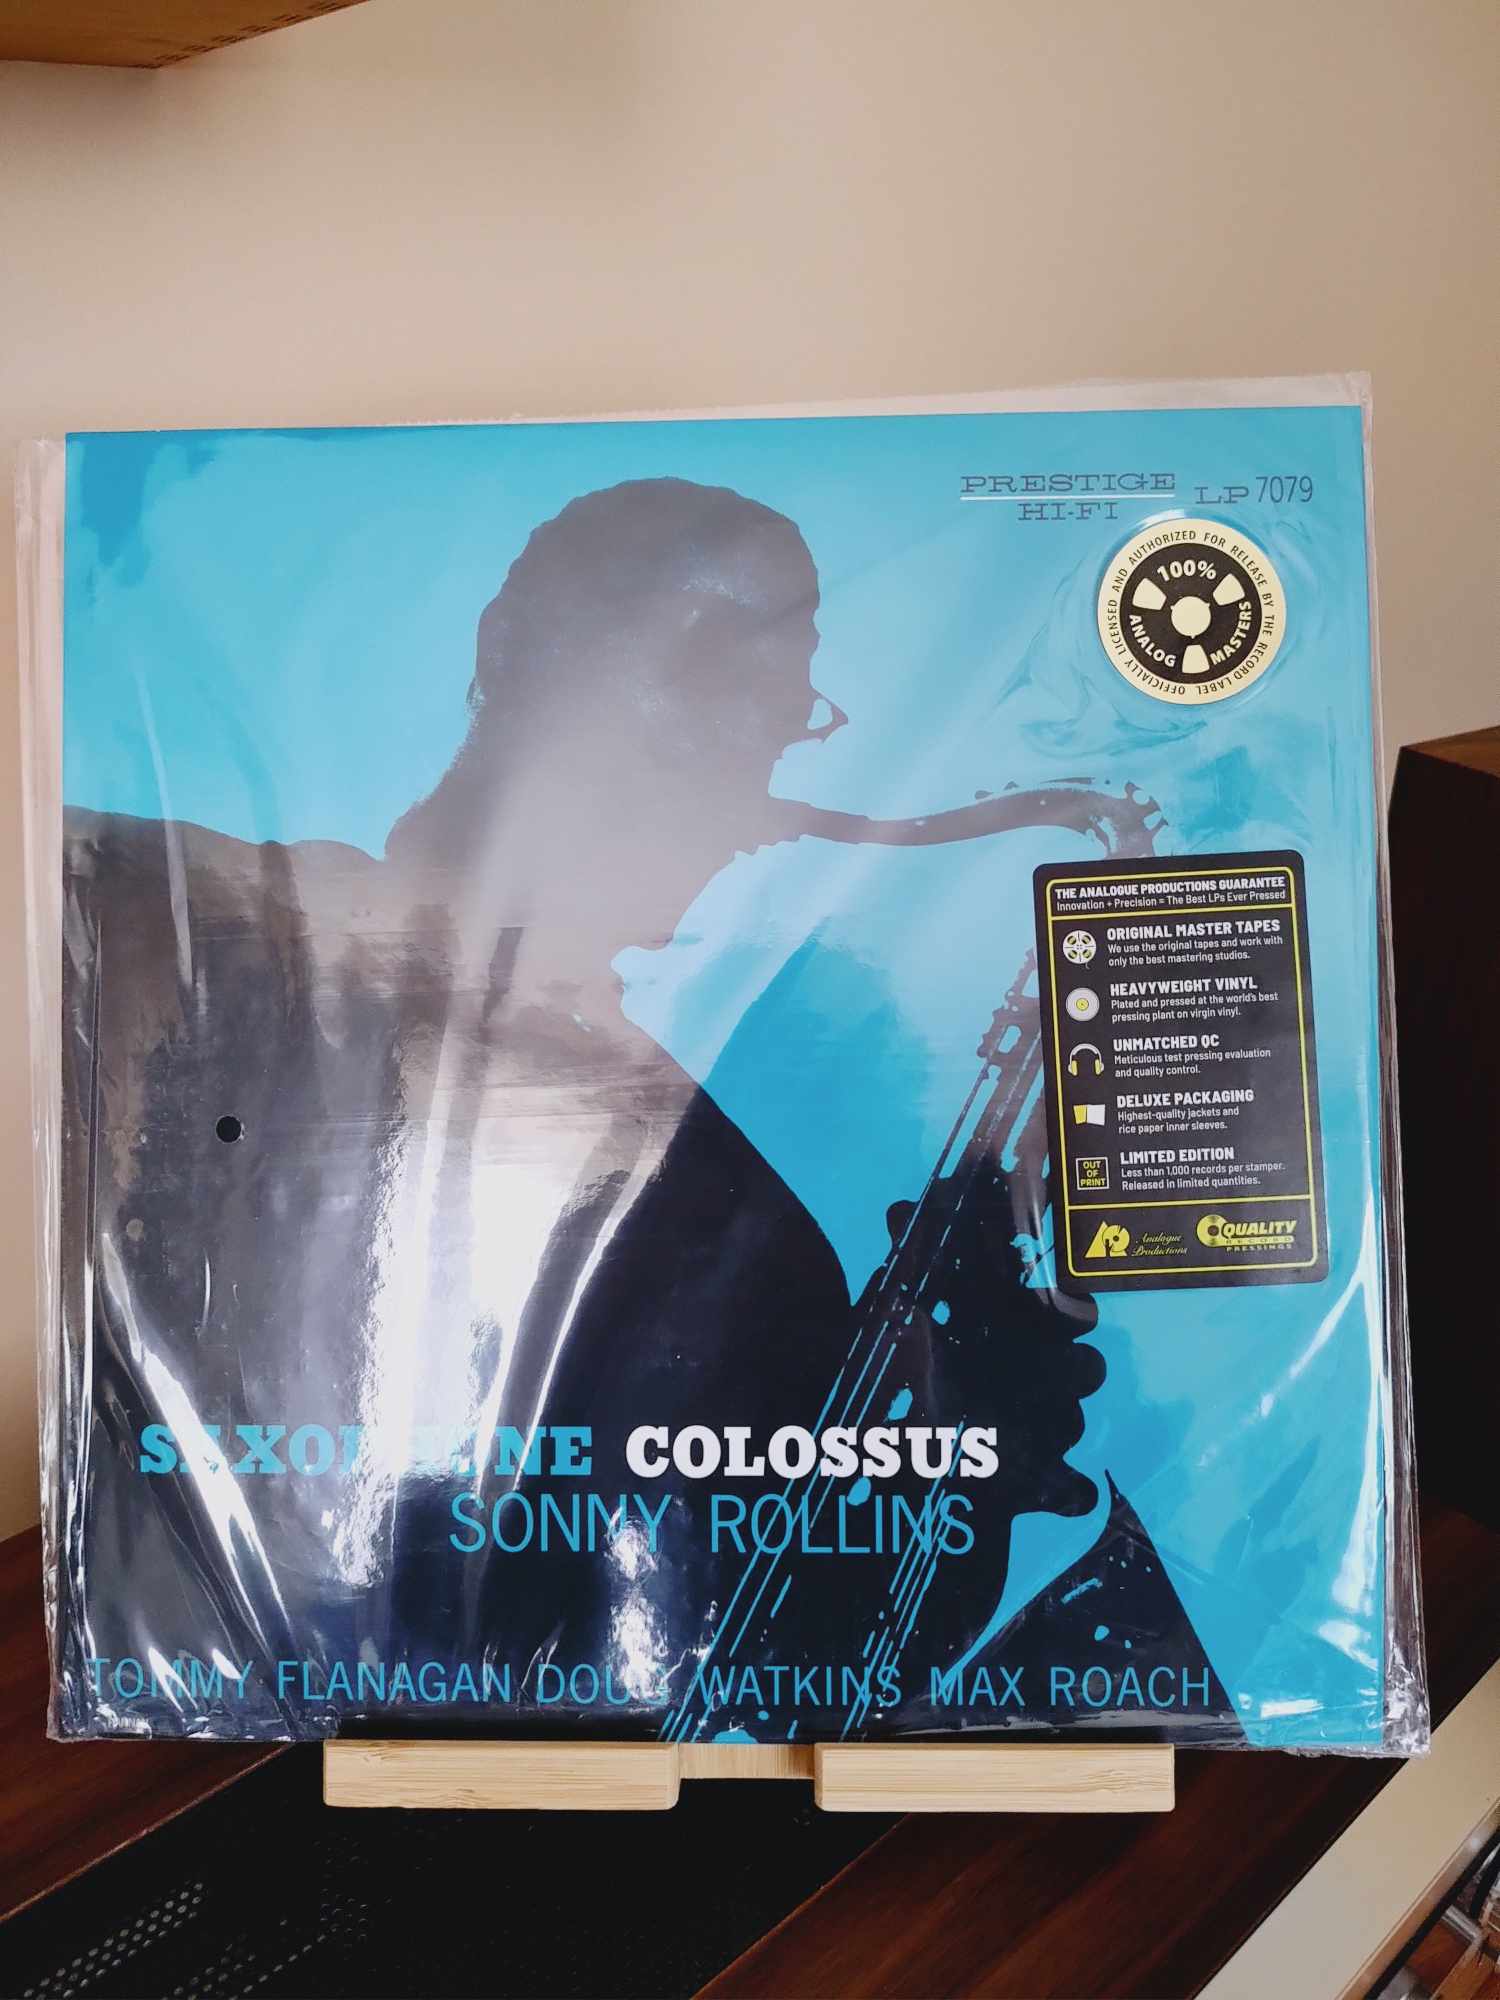 PRESTIGE LP 7079
HI-FI
OFFICIALLY LICENSED AND AUTHORIZED FOR RELEASE BY THE RECORD LABEL
100%
ANALOG MASTERS
THE ANALOGUE PRODUCTIONS GUARANTEE
Innovation + Precision = The Best LPs Ever Pressed
ORIGINAL MASTER TAPES
We use the original tapes and work with
only the best mastering studios.
HEAVYWEIGHT VINYL
Plated and pressed at the world's best
pressing plant on virgin vinyl.
UNMATCHED QC
Meticulous test pressing evaluation
and quality control.
DELUXE PACKAGING
Highest-quality jackets and
rice paper inner sleeves.
OUT
OF
PRINT
LIMITED EDITION
Less than 1,000 records per stamper.
Released in limited quantities.
Analogue
Productions
QUALITY
RECORD
PRESSINGS
SAXOPHONE COLOSSUS
SONNY ROLLINS
TOMMY FLANAGAN DOUG WATKINS MAX ROACH